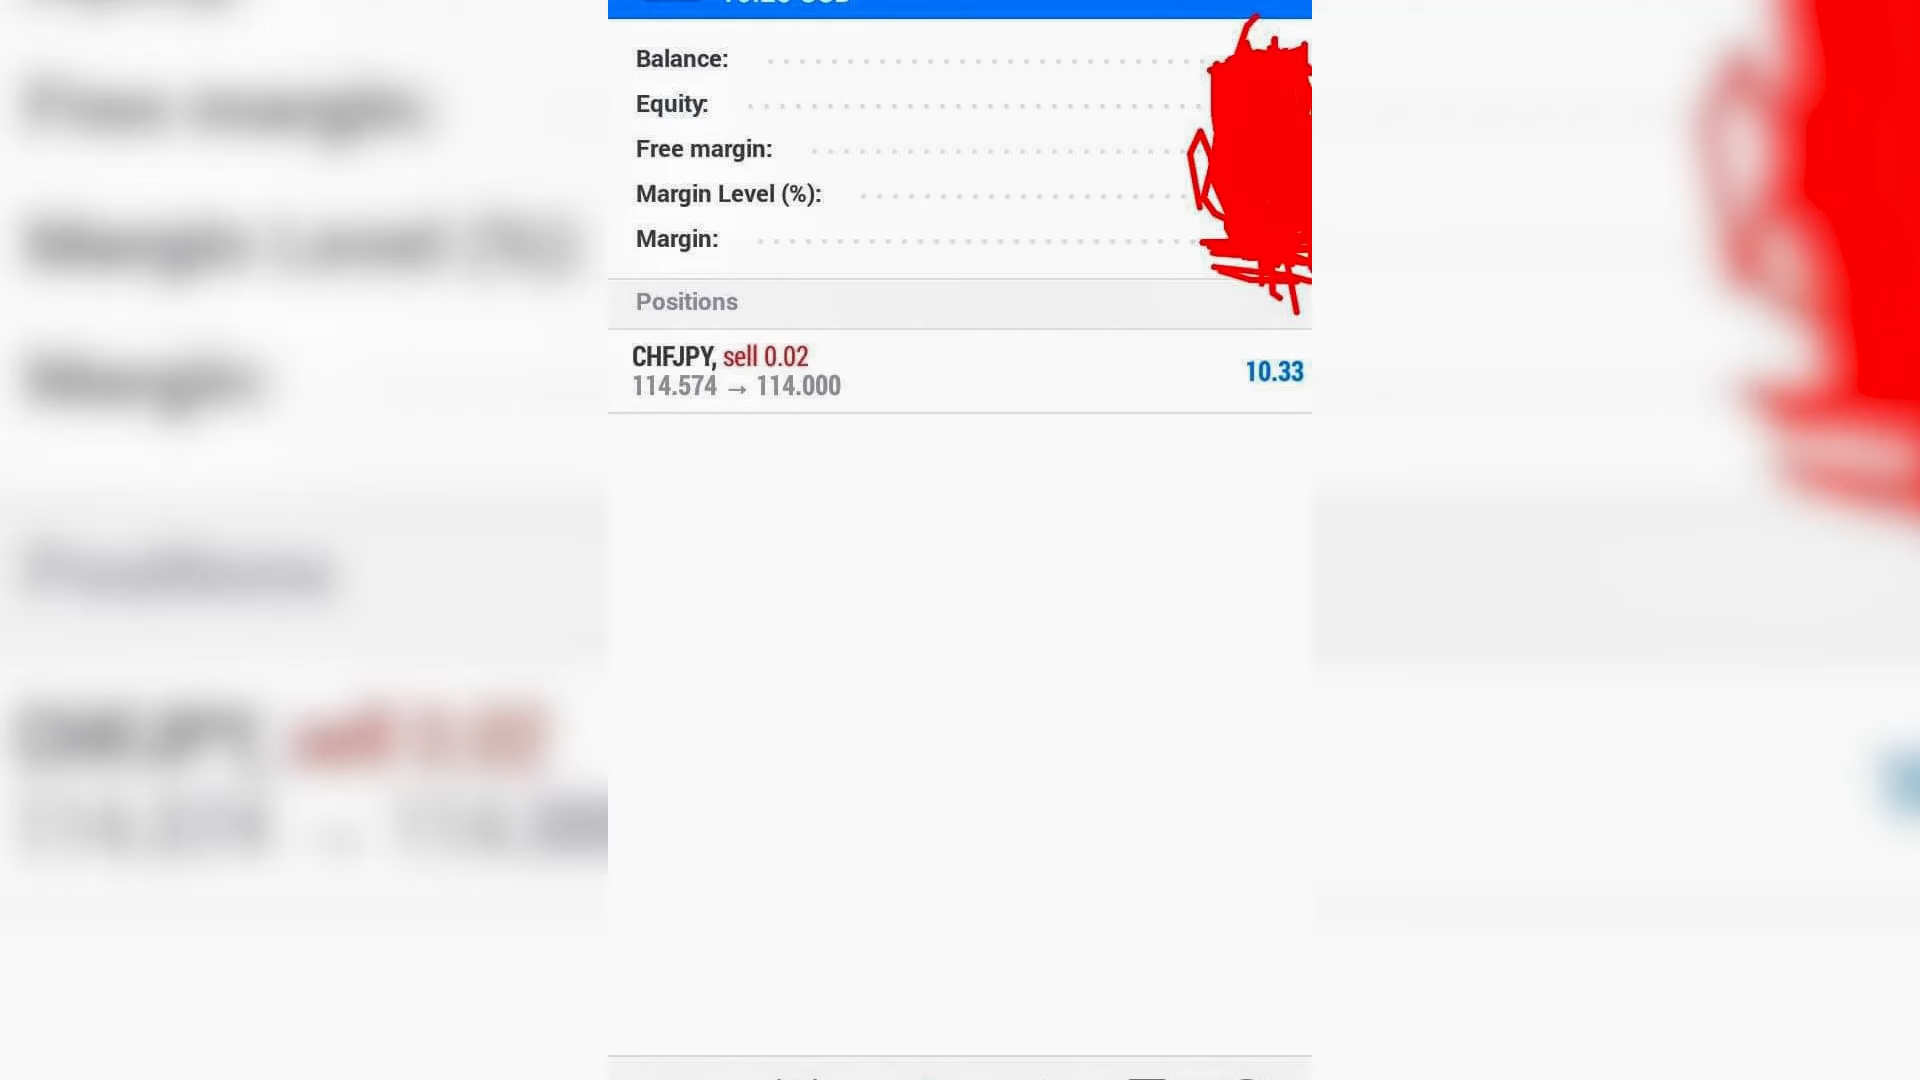 Balance:
Equity:
Free margin:
Margin Level (%):
Margin:
Positions
CHFJPY, sell 0.02
114.574 → 114.000
10.33